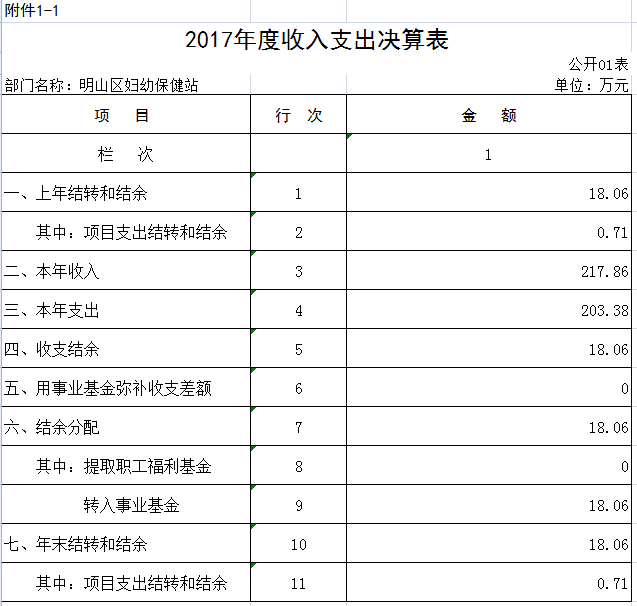 附件1-1
2017年度收入支出决算表
公开01表
部门名称：明山区妇幼保健站 单位：万元
项 目 行 次 金 额
栏 次 1
一、上年结转和结余 1 18.06
其中：项目支出结转和结余 2 0.71
二、本年收入 3 217.86
三、本年支出 4 203.38
四、收支结余 5 18.06
五、用事业基金弥补收支差额 6 0
六、结余分配 7 18.06
其中：提取职工福利基金 8 0
转入事业基金 9 18.06
七、年末结转和结余 10 18.06
其中：项目支出结转和结余 11 0.71